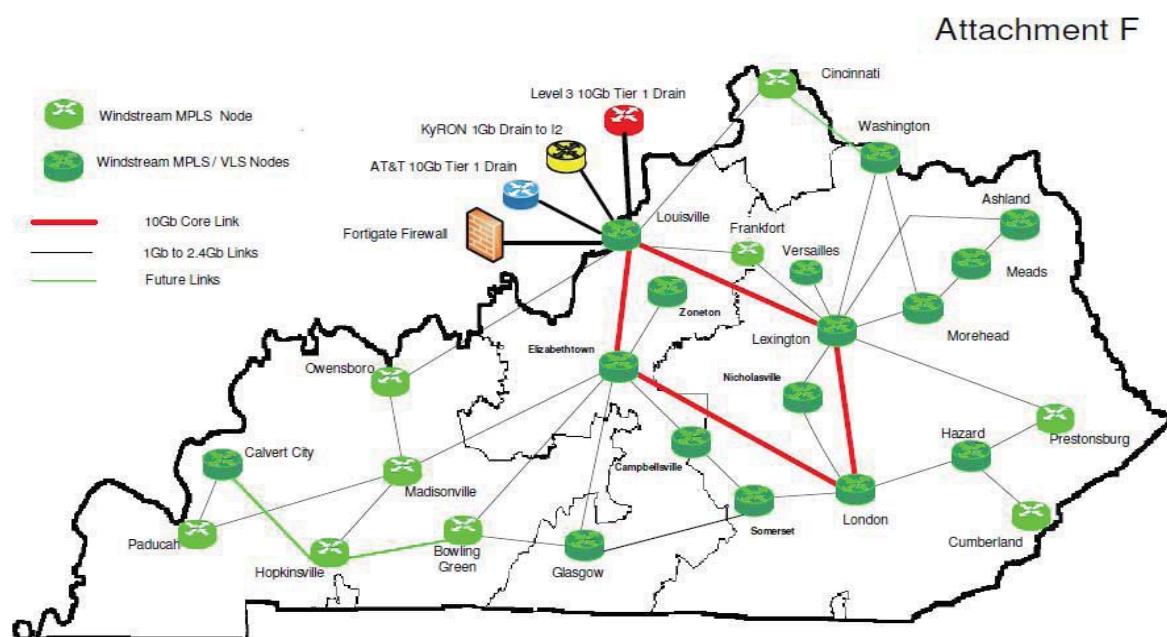 Attachment F
Cincinnati
Level 3 10Gb Tier 1 Drain
Windstream MPLS Node
KyRON 1Gb Drain to I2
Washington
Windstream MPLS / VLS Nodes
AT&T 10Gb Tier 1 Drain
Ashland
10Gb Core Link
Louisville
Frankfort
Fortigate Firewall
Versailles
1Gb to 2.4Gb Links
Meads
Future Links
Zoneton
Lexington
Morehead
Elizabethtown
Owensboro
Nicholasville
Calvert City
Hazard
Prestonsburg
Campbellsville
Madisonville
London
Somerset
Paducah
Bowling
Green
Cumberland
Hopkinsville
Glasgow